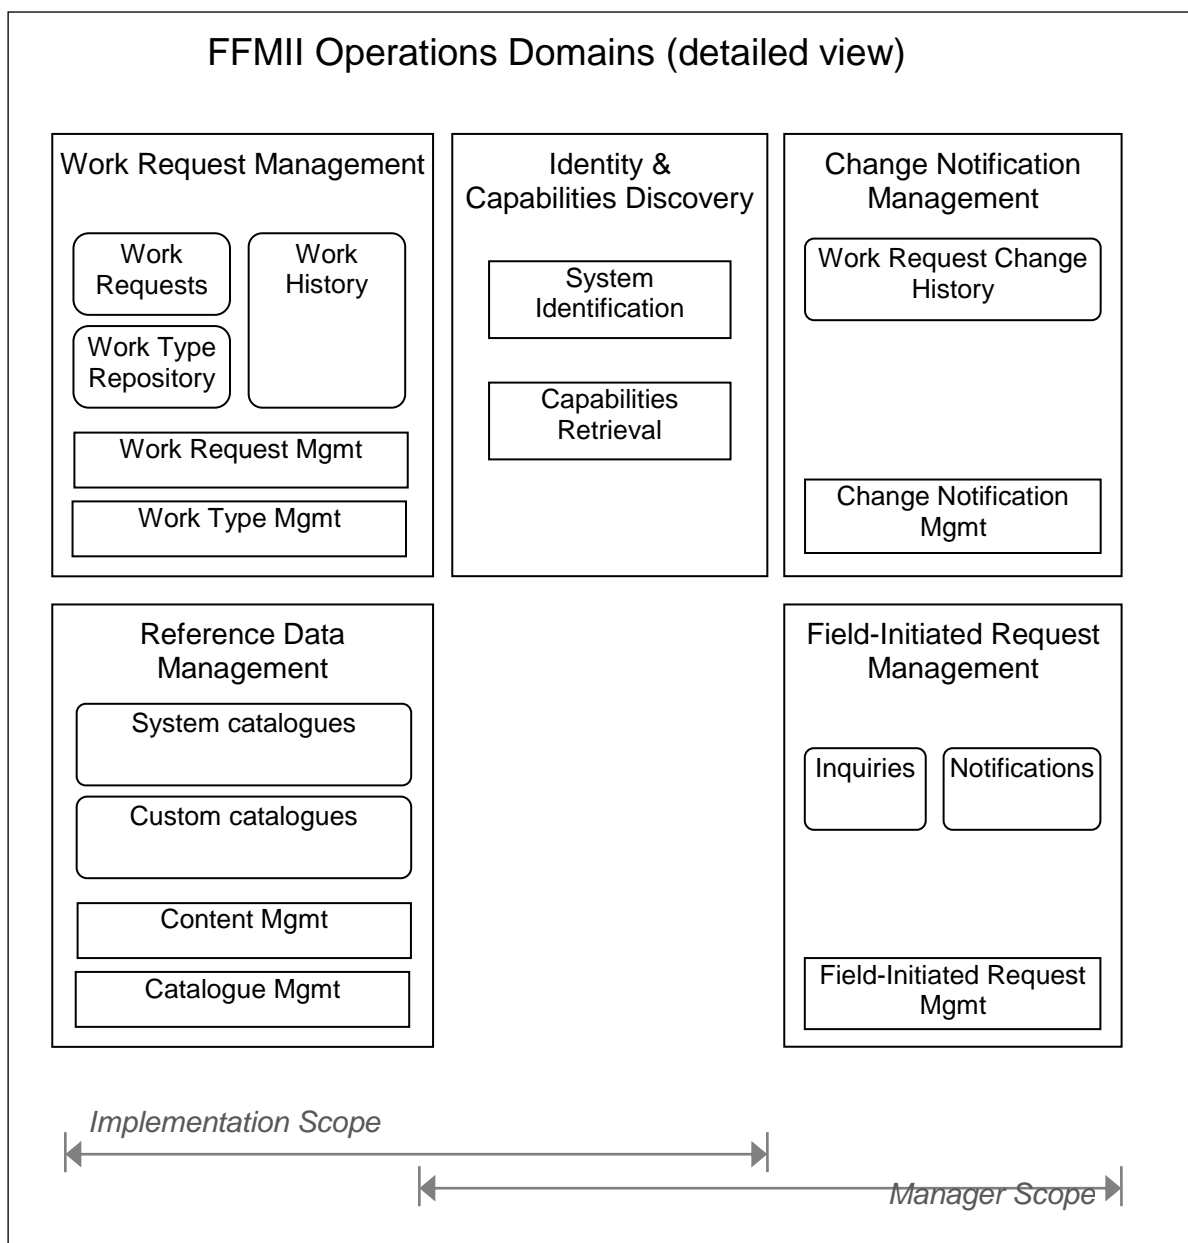 FFMII Operations Domains (detailed view)
Work Request Management
Work
Requests
Work
History
Work Type
Repository
Work Request Mgmt
Work Type Mgmt
Identity &
Capabilities Discovery
System
Identification
Capabilities
Retrieval
Change Notification
Management
Work Request Change
History
Change Notification
Mgmt
Reference Data
Management
System catalogues
Custom catalogues
Content Mgmt
Catalogue Mgmt
Field-Initiated Request
Management
Inquiries
Notifications
Field-Initiated Request
Mgmt
Implementation Scope
Manager Scope